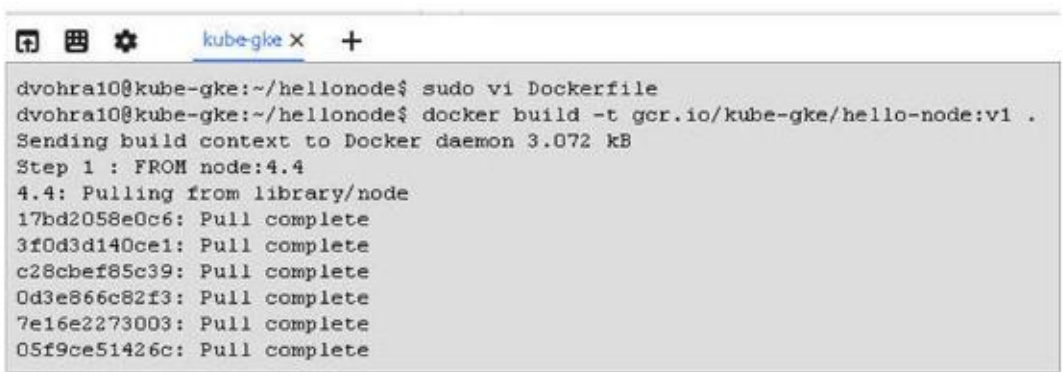 kube-gke × +
dvohra10@kube-gke:~/hellonode$ sudo vi Dockerfile
dvohra10@kube-gke:~/hellonode$ docker build -t gcr.io/kube-gke/hello-node:v1 .
Sending build context to Docker daemon 3.072 kB
Step 1 : FROM node:4.4
4.4: Pulling from library/node
17bd2058e0c6: Pull complete
3f0d3d140ce1: Pull complete
c28cbef85c39: Pull complete
0d3e866c82f3: Pull complete
7e16e2273003: Pull complete
05f9ce51426c: Pull complete